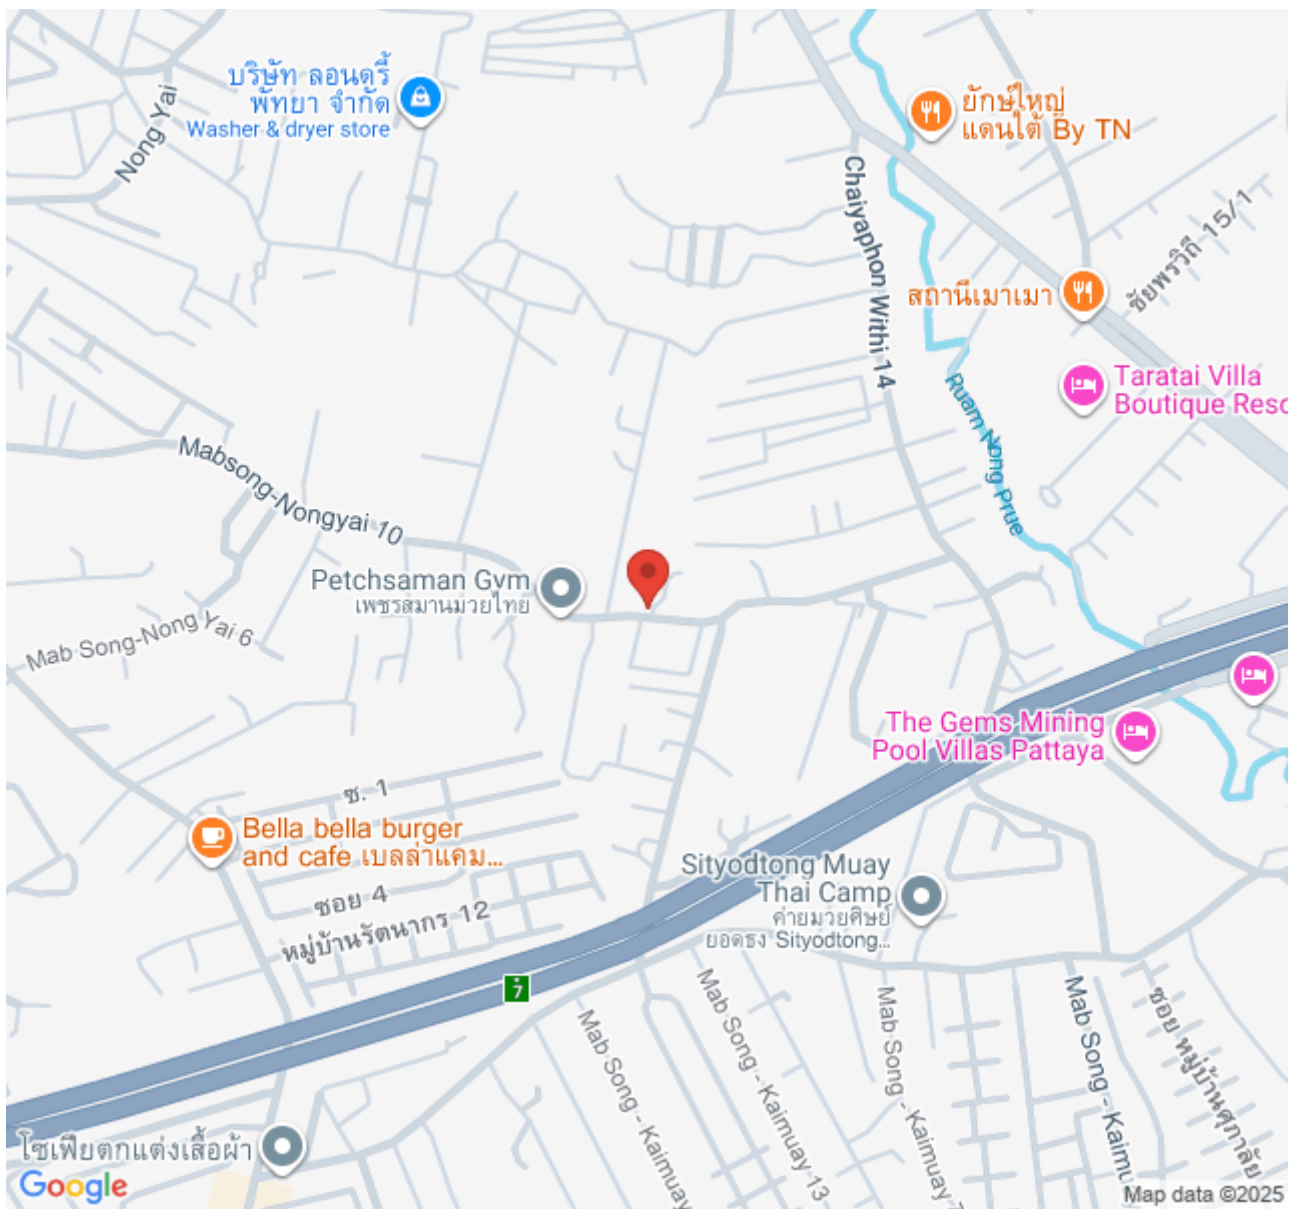 บริษัท ลอนดรี้
พัทยา จำกัด
Washer & dryer store
Nong Yai
ยักษ์ใหญ่
แดนใต้ By TN
Chaiyaphon Withi 14
ชัยพรวิถี 15/1
สถานีเมาเมา
Taratai Villa
Boutique Reso
Ruam Nong Prue
Mabsong-Nongyai 10
Petchsaman Gym
เพชรสมานมวยไทย
Mab Song-Nong Yai 6
The Gems Mining
Pool Villas Pattaya
ซ. 1
Bella bella burger
and cafe เบลล่าแคม...
ซอย 4
หมู่บ้านรัตนากร 12
Sityodtong Muay
Thai Camp
ค่ายมวยศิษย์
ยอดธง Sityodtong...
7
Mab Song - Kaimuay
Mab Song - Kaimuay 13
Mab Song - Kaimuay 7
Mab Song - Kaimu
ซอย หมู่บ้านศุภาลัย
โซเฟียตกแต่งเสื้อผ้า
Google
Map data ©2025